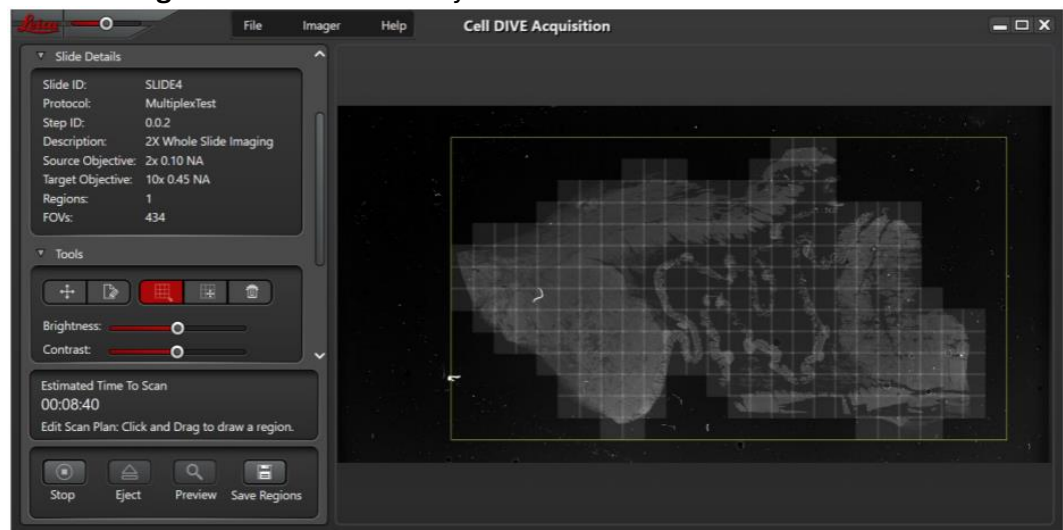 Leica
File Imager Help Cell DIVE Acquisition
Slide Details
Slide ID: SLIDE4
Protocol: MultiplexTest
Step ID: 0.0.2
Description: 2X Whole Slide Imaging
Source Objective: 2x 0.10 NA
Target Objective: 10x 0.45 NA
Regions: 1
FOVs: 434
Tools
Brightness:
Contrast:
Estimated Time To Scan
00:08:40
Edit Scan Plan: Click and Drag to draw a region.
Stop Eject Preview Save Regions